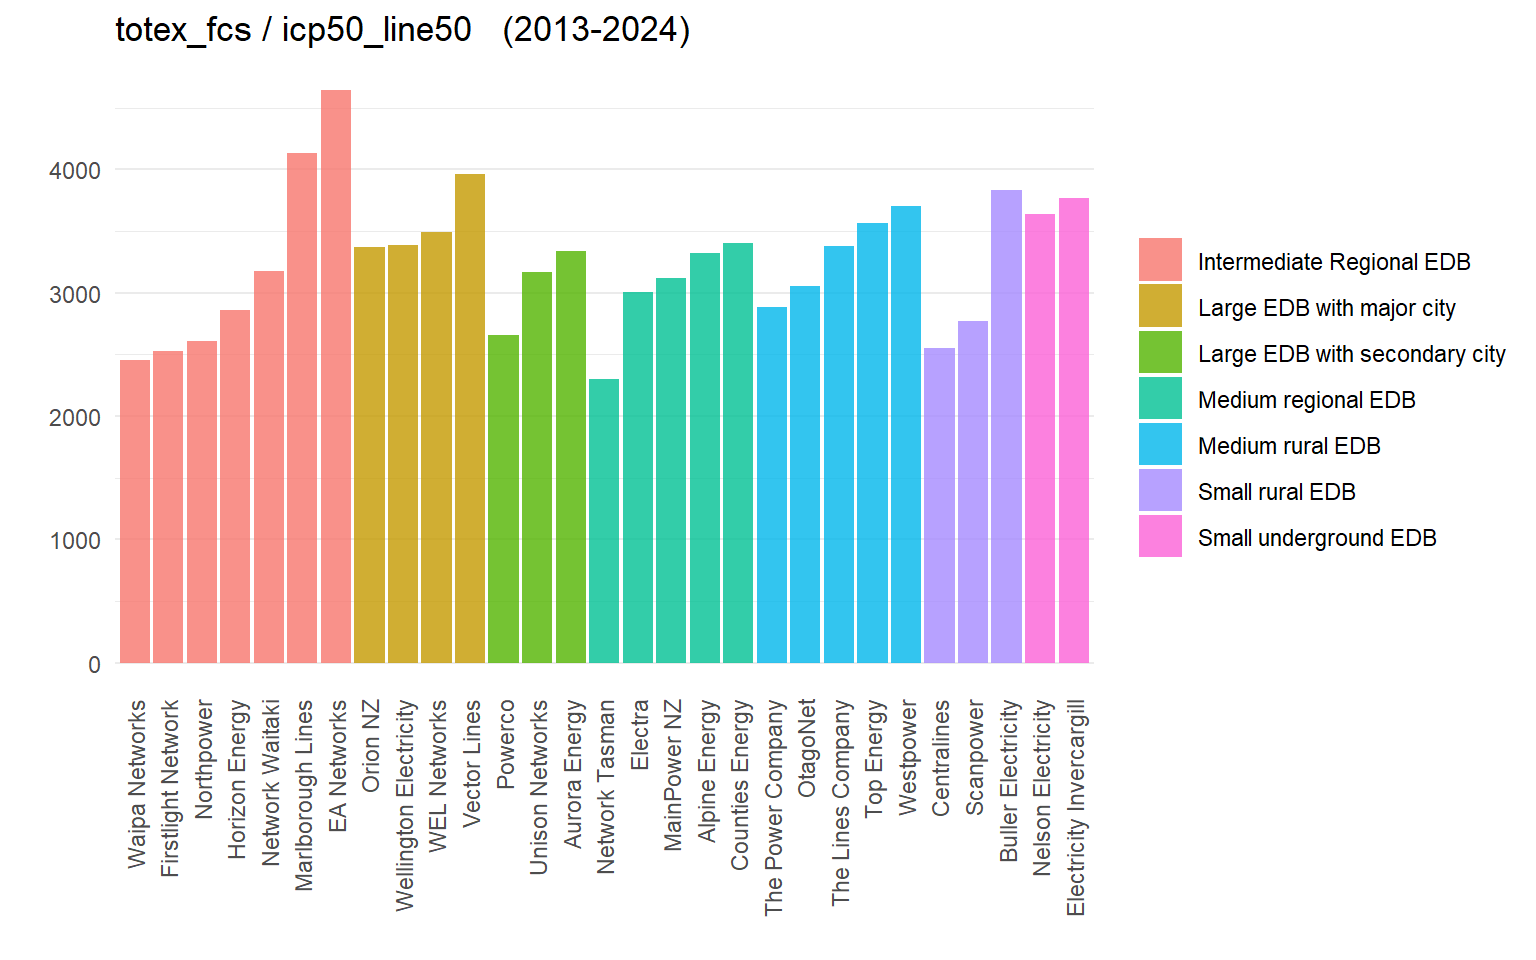 totex_fcs / icp50_line50   (2013-2024)
4000
3000
2000
1000
0
Waipa Networks
Firstlight Network
Northpower
Horizon Energy
Network Waitaki
Marlborough Lines
EA Networks
Orion NZ
Wellington Electricity
WEL Networks
Vector Lines
Powerco
Unison Networks
Aurora Energy
Network Tasman
Electra
MainPower NZ
Alpine Energy
Counties Energy
The Power Company
OtagoNet
The Lines Company
Top Energy
Westpower
Centralines
Scanpower
Buller Electricity
Nelson Electricity
Electricity Invercargill
Intermediate Regional EDB
Large EDB with major city
Large EDB with secondary city
Medium regional EDB
Medium rural EDB
Small rural EDB
Small underground EDB